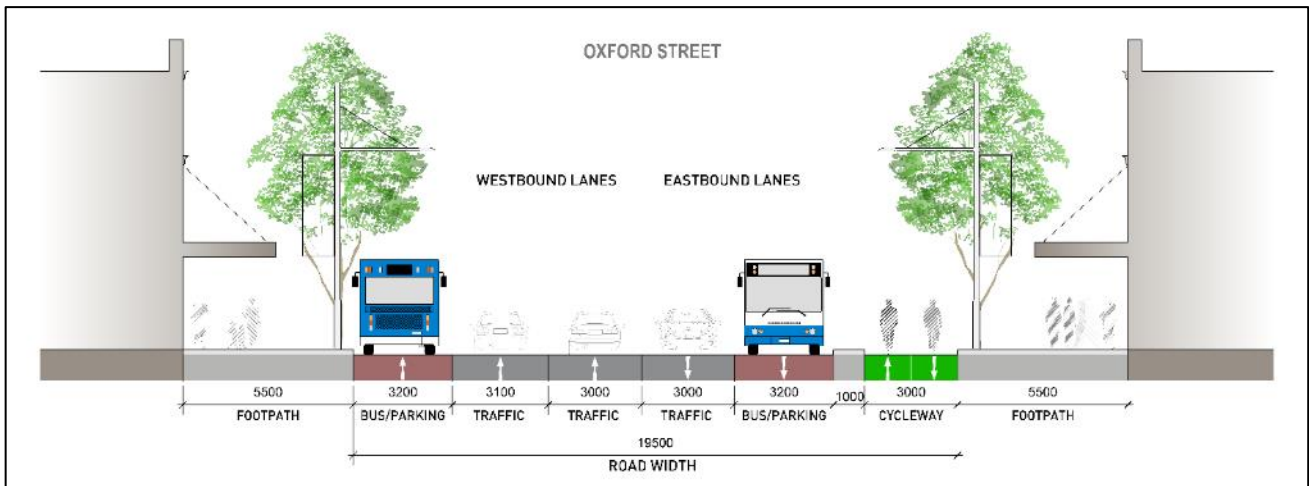 OXFORD STREET
WESTBOUND LANES EASTBOUND LANES
5500 3200 3100 3000 3000 3200 1000 3000 5500
FOOTPATH BUS/PARKING TRAFFIC TRAFFIC TRAFFIC BUS/PARKING CYCLEWAY FOOTPATH
19500
ROAD WIDTH